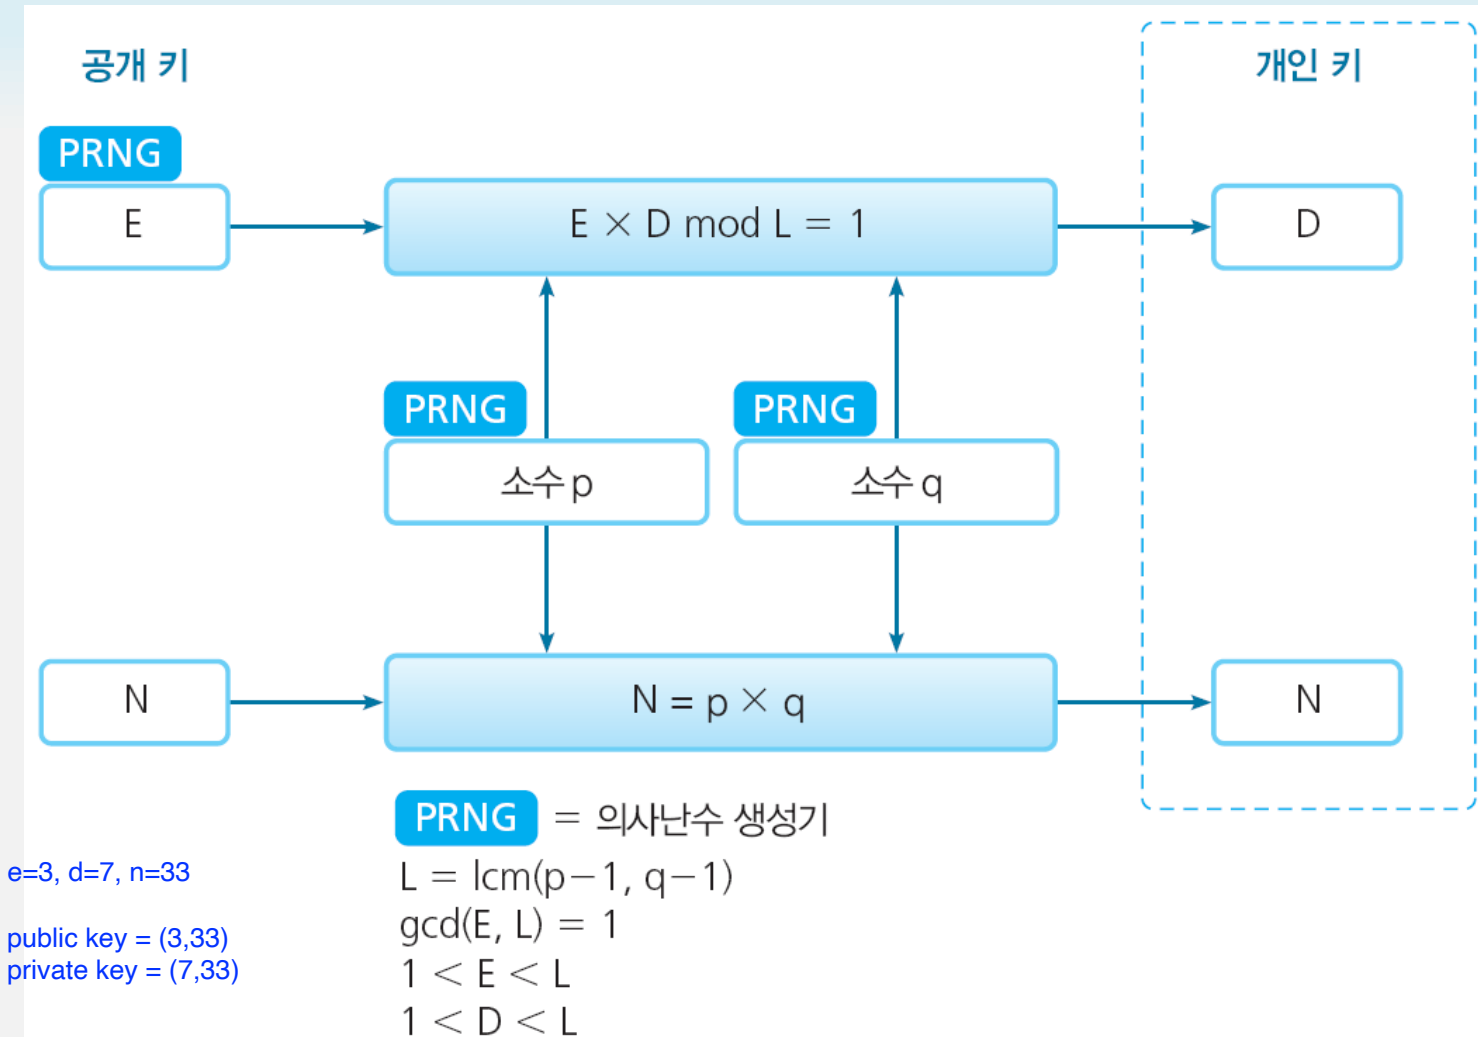 공개 키
개인 키
PRNG
E
E × D mod L = 1
D
PRNG
PRNG
소수 p
소수 q
N
N = p × q
N
PRNG = 의사난수 생성기
L = lcm(p−1, q−1)
gcd(E, L) = 1
1 < E < L
1 < D < L
e=3, d=7, n=33
public key = (3,33)
private key = (7,33)